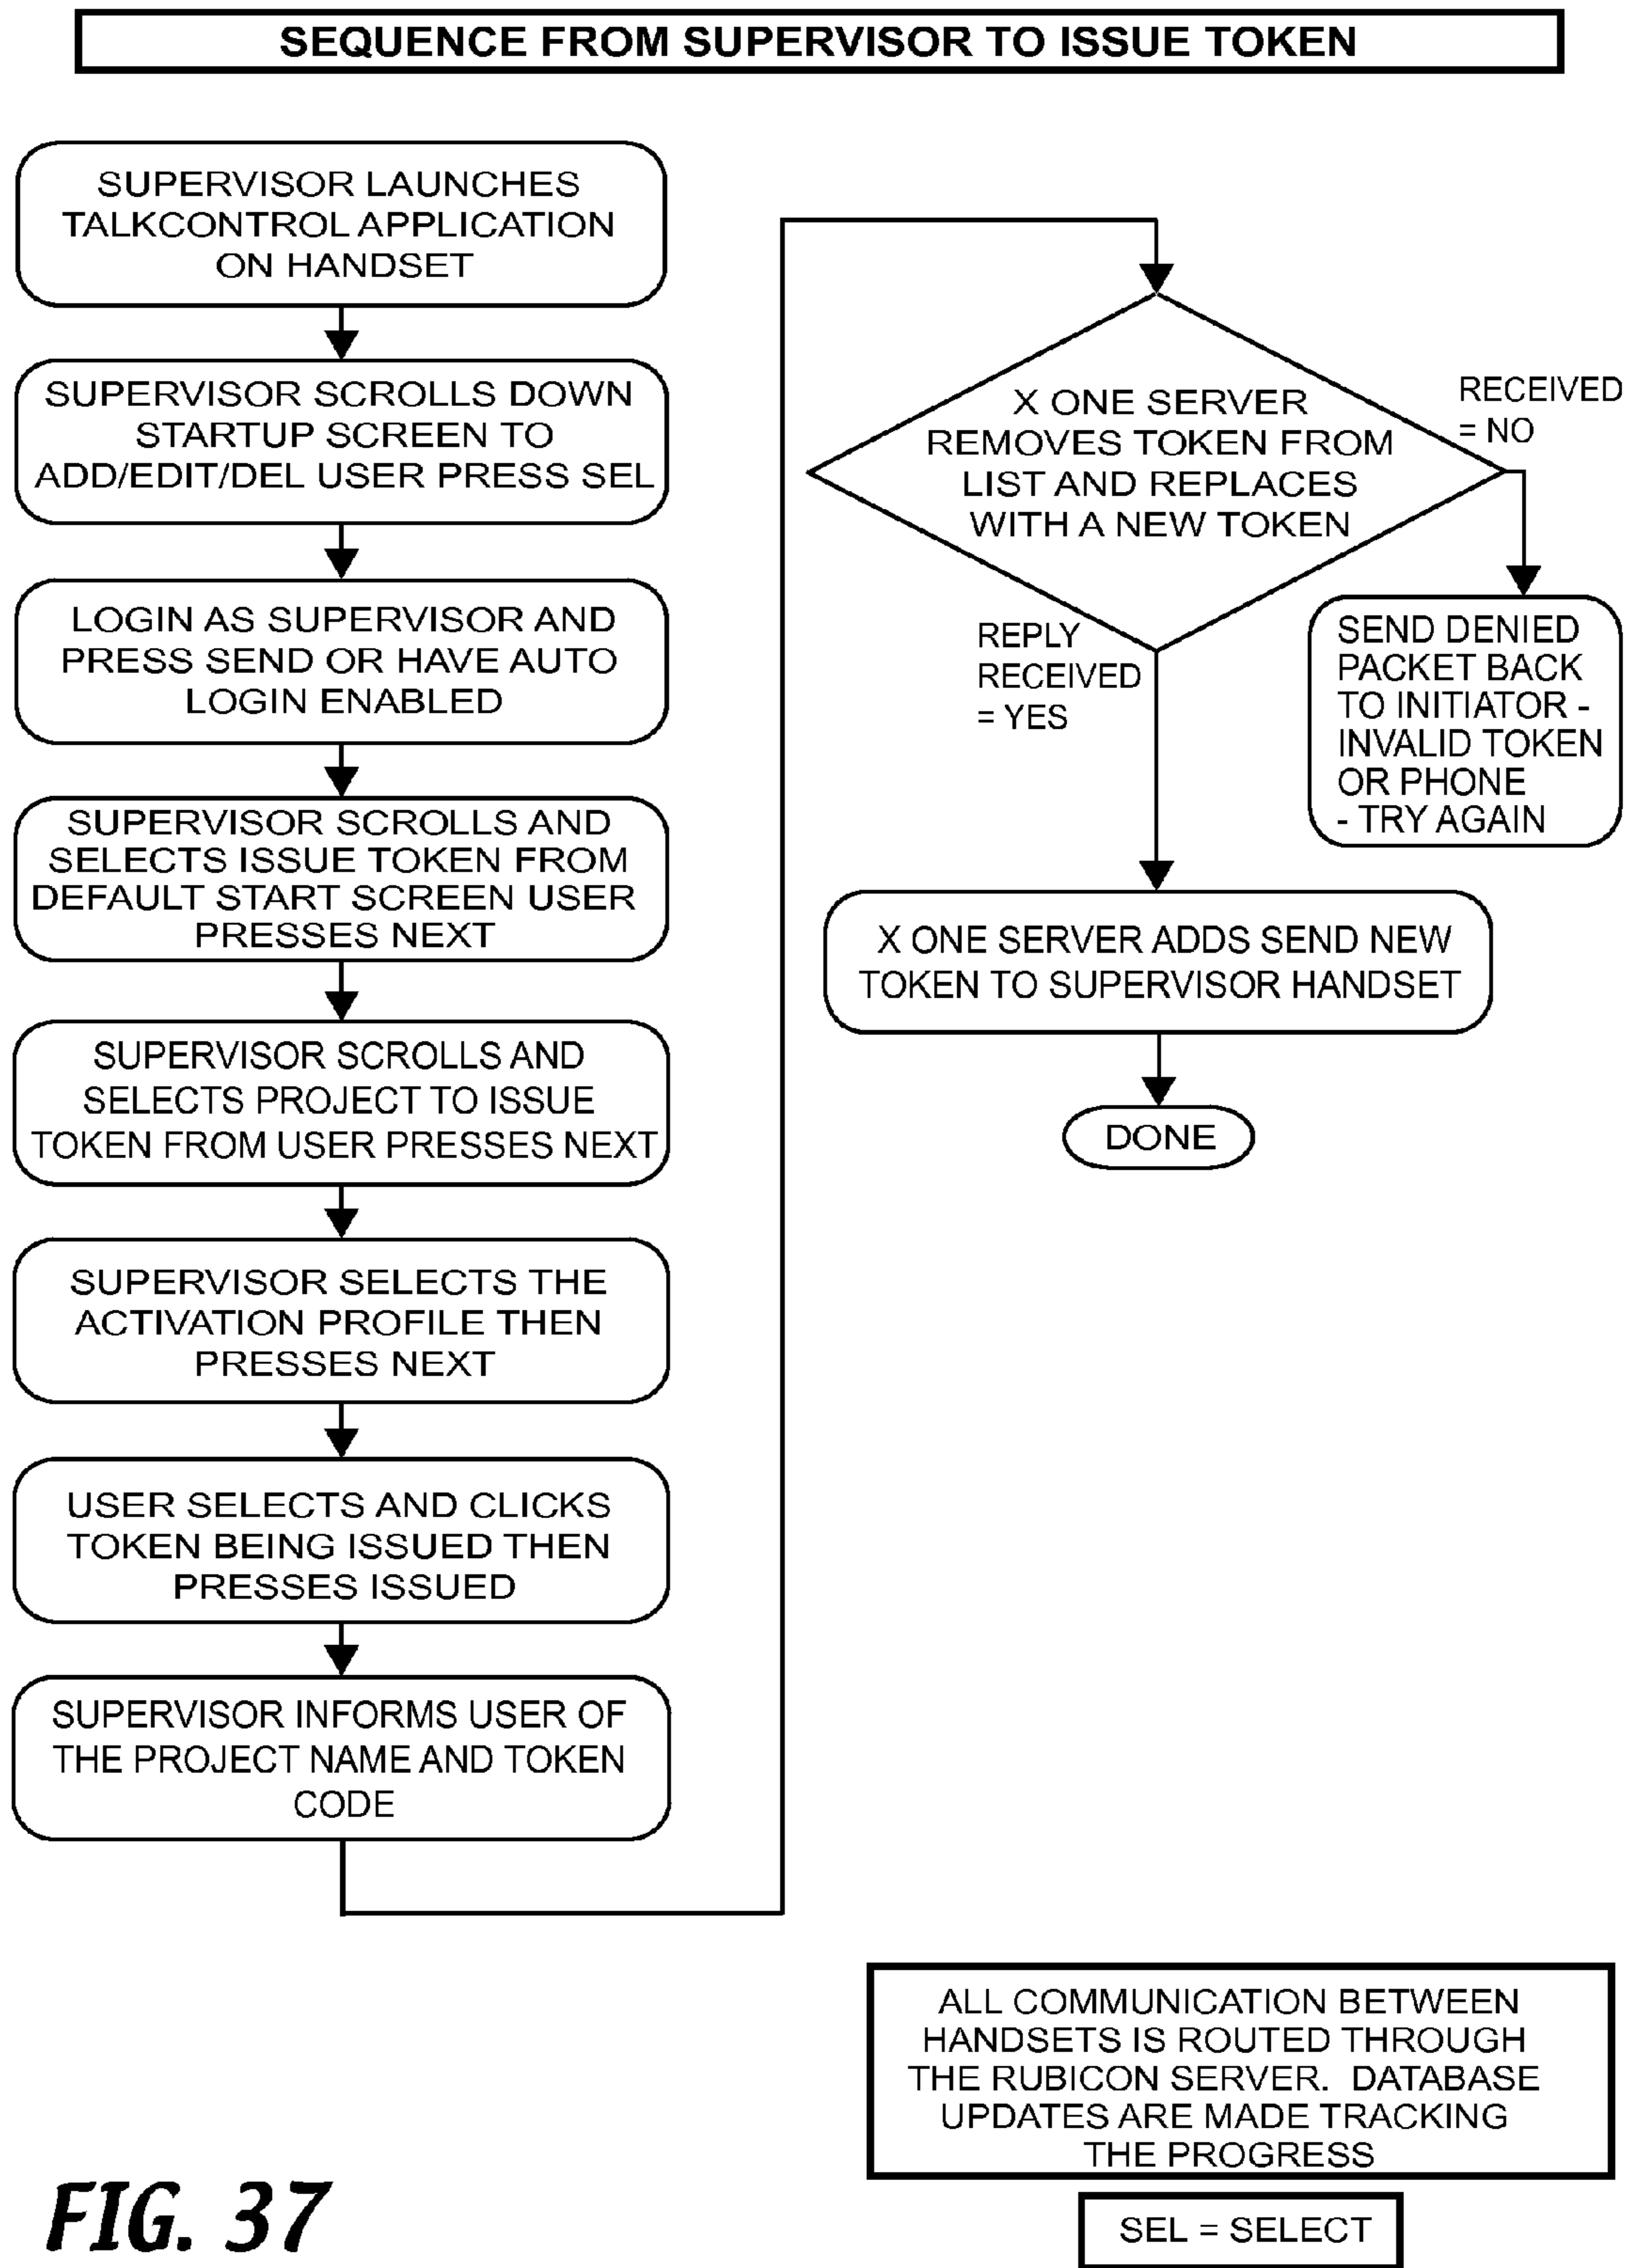 SEQUENCE FROM SUPERVISOR TO ISSUE TOKEN
SUPERVISOR LAUNCHES
TALKCONTROL APPLICATION
ON HANDSET
SUPERVISOR SCROLLS DOWN
STARTUP SCREEN TO
ADD/EDIT/DEL USER PRESS SEL
LOGIN AS SUPERVISOR AND
PRESS SEND OR HAVE AUTO
LOGIN ENABLED
SUPERVISOR SCROLLS AND
SELECTS ISSUE TOKEN FROM
DEFAULT START SCREEN USER
PRESSES NEXT
SUPERVISOR SCROLLS AND
SELECTS PROJECT TO ISSUE
TOKEN FROM USER PRESSES NEXT
SUPERVISOR SELECTS THE
ACTIVATION PROFILE THEN
PRESSES NEXT
USER SELECTS AND CLICKS
TOKEN BEING ISSUED THEN
PRESSES ISSUED
SUPERVISOR INFORMS USER OF
THE PROJECT NAME AND TOKEN
CODE
X ONE SERVER
REMOVES TOKEN FROM
LIST AND REPLACES
WITH A NEW TOKEN
RECEIVED
= NO
SEND DENIED
PACKET BACK
TO INITIATOR -
INVALID TOKEN
OR PHONE
- TRY AGAIN
REPLY
RECEIVED
= YES
X ONE SERVER ADDS SEND NEW
TOKEN TO SUPERVISOR HANDSET
DONE
ALL COMMUNICATION BETWEEN
HANDSETS IS ROUTED THROUGH
THE RUBICON SERVER. DATABASE
UPDATES ARE MADE TRACKING
THE PROGRESS
SEL = SELECT
FIG. 37